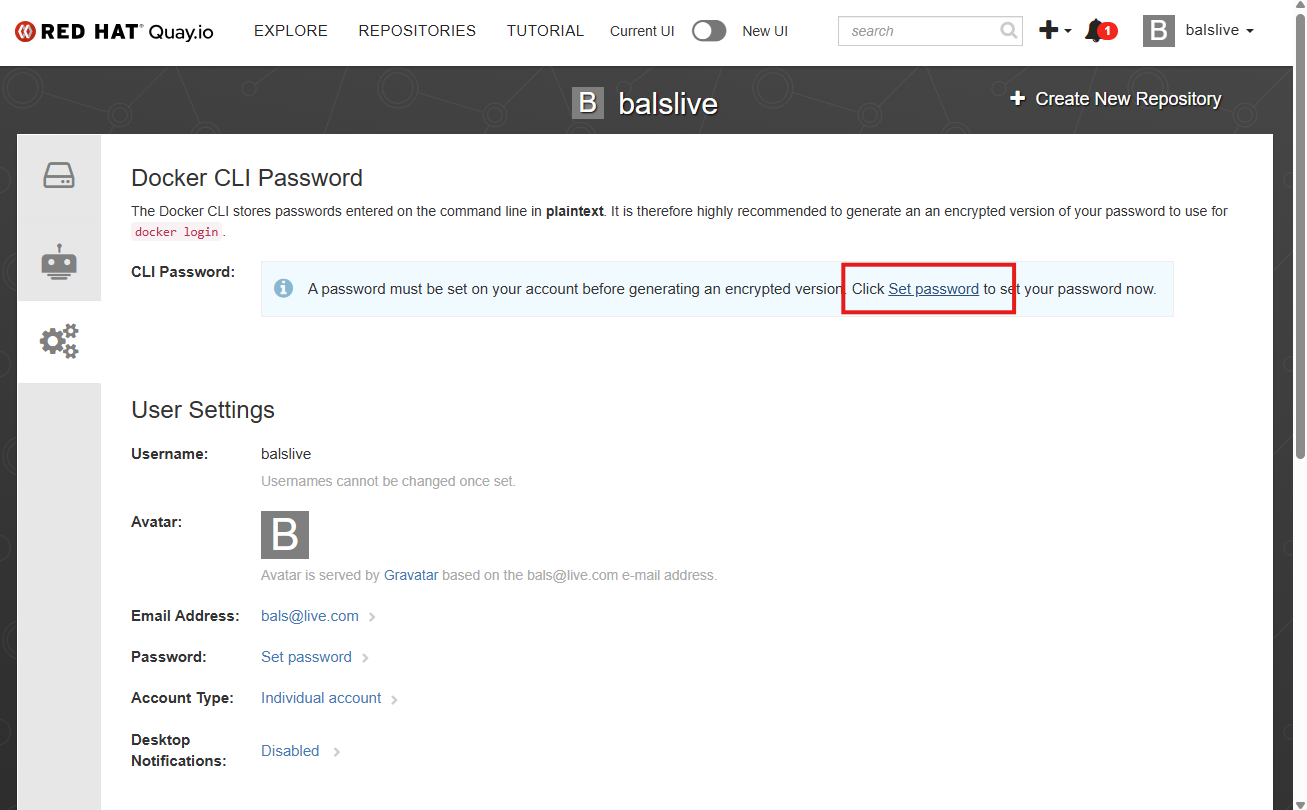 RED HAT Quay.io EXPLORE REPOSITORIES TUTORIAL Current UI New UI search 1 B balslive
B balslive Create New Repository
Docker CLI Password
The Docker CLI stores passwords entered on the command line in plaintext. It is therefore highly recommended to generate an an encrypted version of your password to use for
docker login .
CLI Password: A password must be set on your account before generating an encrypted version. Click Set password to set your password now.
User Settings
Username: balslive
Usernames cannot be changed once set.
Avatar: B
Avatar is served by Gravatar based on the bals@live.com e-mail address.
Email Address: bals@live.com
Password: Set password
Account Type: Individual account
Desktop
Notifications: Disabled